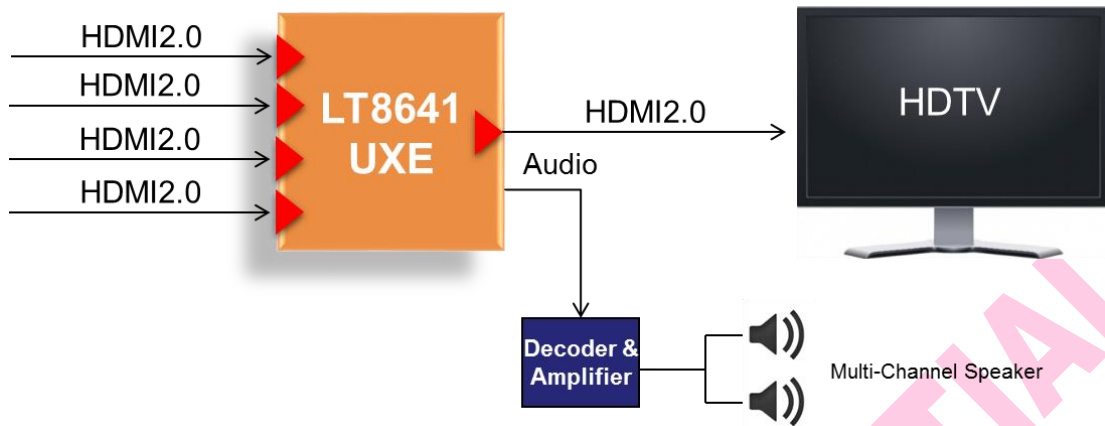 HDMI2.0
HDMI2.0
HDMI2.0
HDMI2.0
LT8641
UXE
HDMI2.0
Audio
HDTV
Decoder &
Amplifier
Multi-Channel Speaker
TIAL